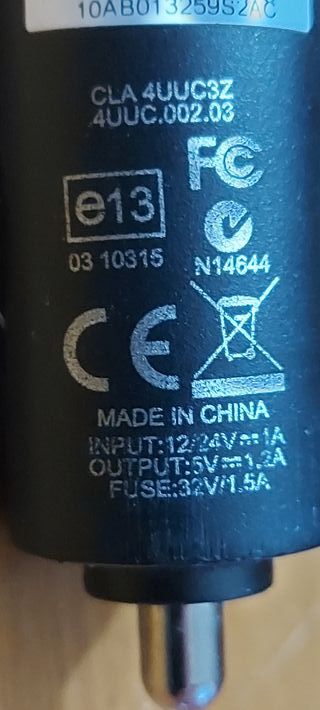 10AB013259S2AC
CLA 4UUC3Z
4UUC.002.03
FC
e13
03 10315
N14644
CE
MADE IN CHINA
INPUT:12/24V⎓1A
OUTPUT:5V⎓1.2A
FUSE:32V/1.5A